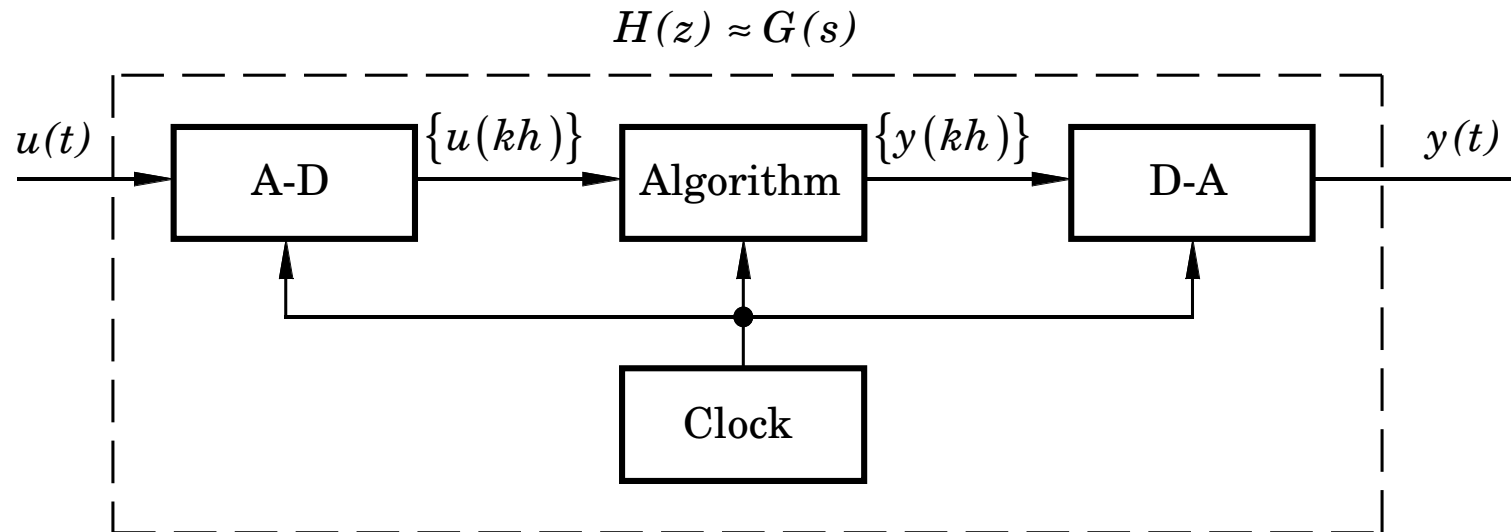 H(z) ≈ G(s)
u(t)
A-D
{u(kh)}
Algorithm
{y(kh)}
D-A
y(t)
Clock